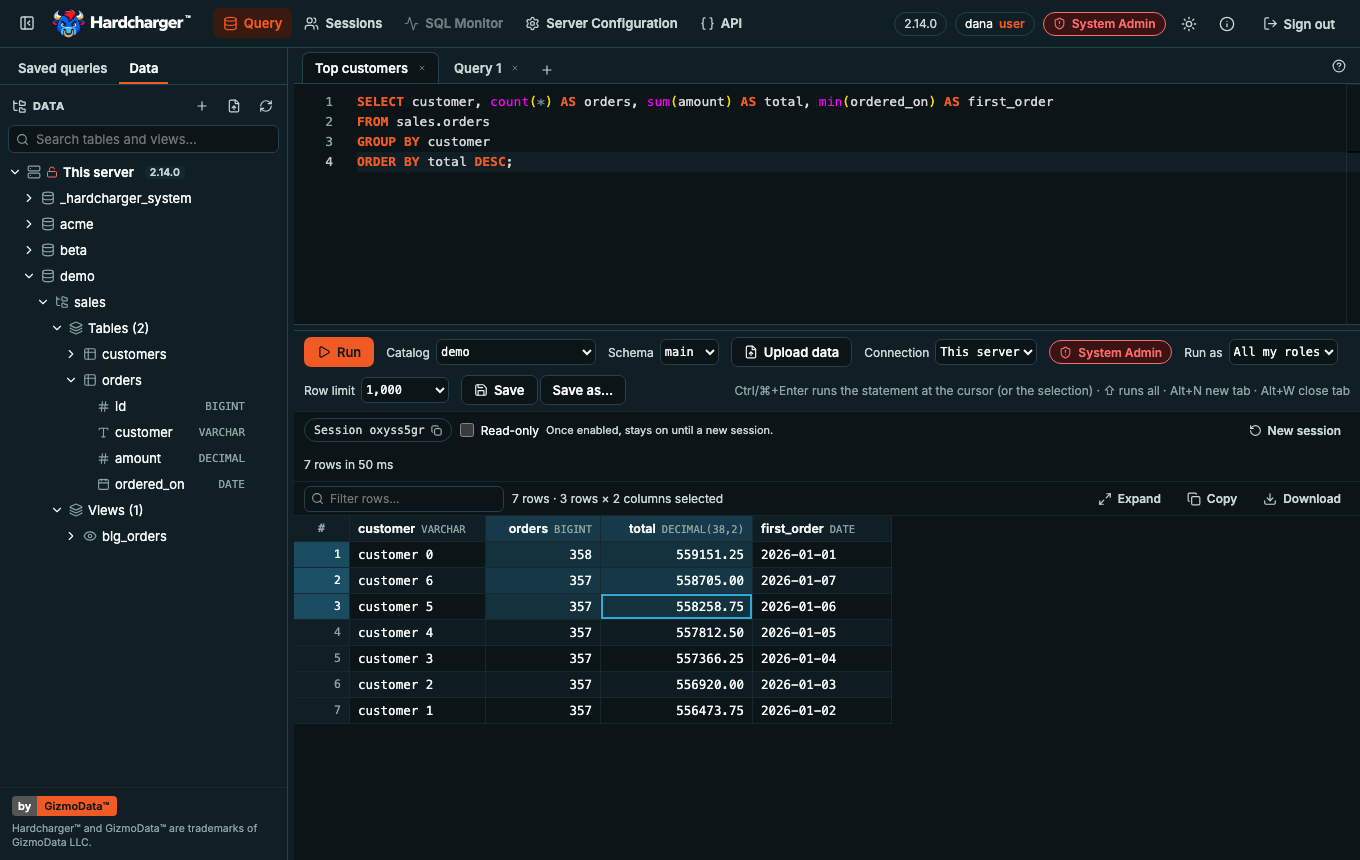 Hardcharger™ Query Sessions SQL Monitor Server Configuration { } API 2.14.0 dana user System Admin Sign out
Saved queries Data
DATA
Search tables and views...
This server 2.14.0
_hardcharger_system
acme
beta
demo
sales
Tables (2)
customers
orders
id BIGINT
customer VARCHAR
amount DECIMAL
ordered_on DATE
Views (1)
big_orders
by GizmoData™
Hardcharger™ and GizmoData™ are trademarks of
GizmoData LLC.
Top customers × Query 1 × +
1 SELECT customer, count(*) AS orders, sum(amount) AS total, min(ordered_on) AS first_order
2 FROM sales.orders
3 GROUP BY customer
4 ORDER BY total DESC;
Run Catalog demo Schema main Upload data Connection This server System Admin Run as All my roles
Row limit 1,000 Save Save as... Ctrl/⌘+Enter runs the statement at the cursor (or the selection) · ⇧ runs all · Alt+N new tab · Alt+W close tab
Session oxyss5gr Read-only Once enabled, stays on until a new session. New session
7 rows in 50 ms
Filter rows... 7 rows · 3 rows × 2 columns selected Expand Copy Download
# customer VARCHAR orders BIGINT total DECIMAL(38,2) first_order DATE
1 customer 0 358 559151.25 2026-01-01
2 customer 6 357 558705.00 2026-01-07
3 customer 5 357 558258.75 2026-01-06
4 customer 4 357 557812.50 2026-01-05
5 customer 3 357 557366.25 2026-01-04
6 customer 2 357 556920.00 2026-01-03
7 customer 1 357 556473.75 2026-01-02